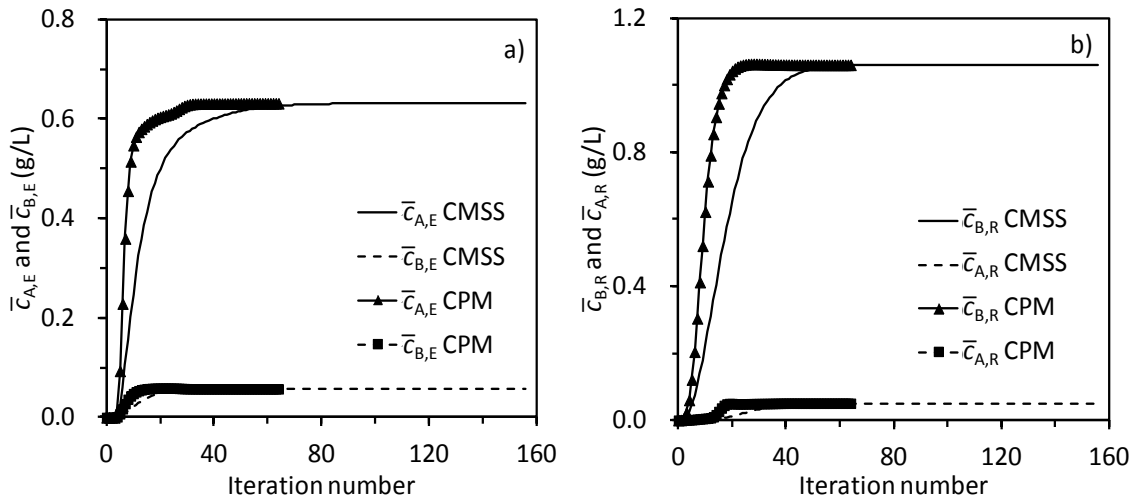 a)
0.8
0.6
0.4
0.2
0.0
c̅A,E and c̅B,E (g/L)
c̅A,E CMSS
c̅B,E CMSS
c̅A,E CPM
c̅B,E CPM
0 40 80 120 160
Iteration number
b)
1.2
0.8
0.4
0.0
c̅B,R and c̅A,R (g/L)
c̅B,R CMSS
c̅A,R CMSS
c̅B,R CPM
c̅A,R CPM
0 40 80 120 160
Iteration number